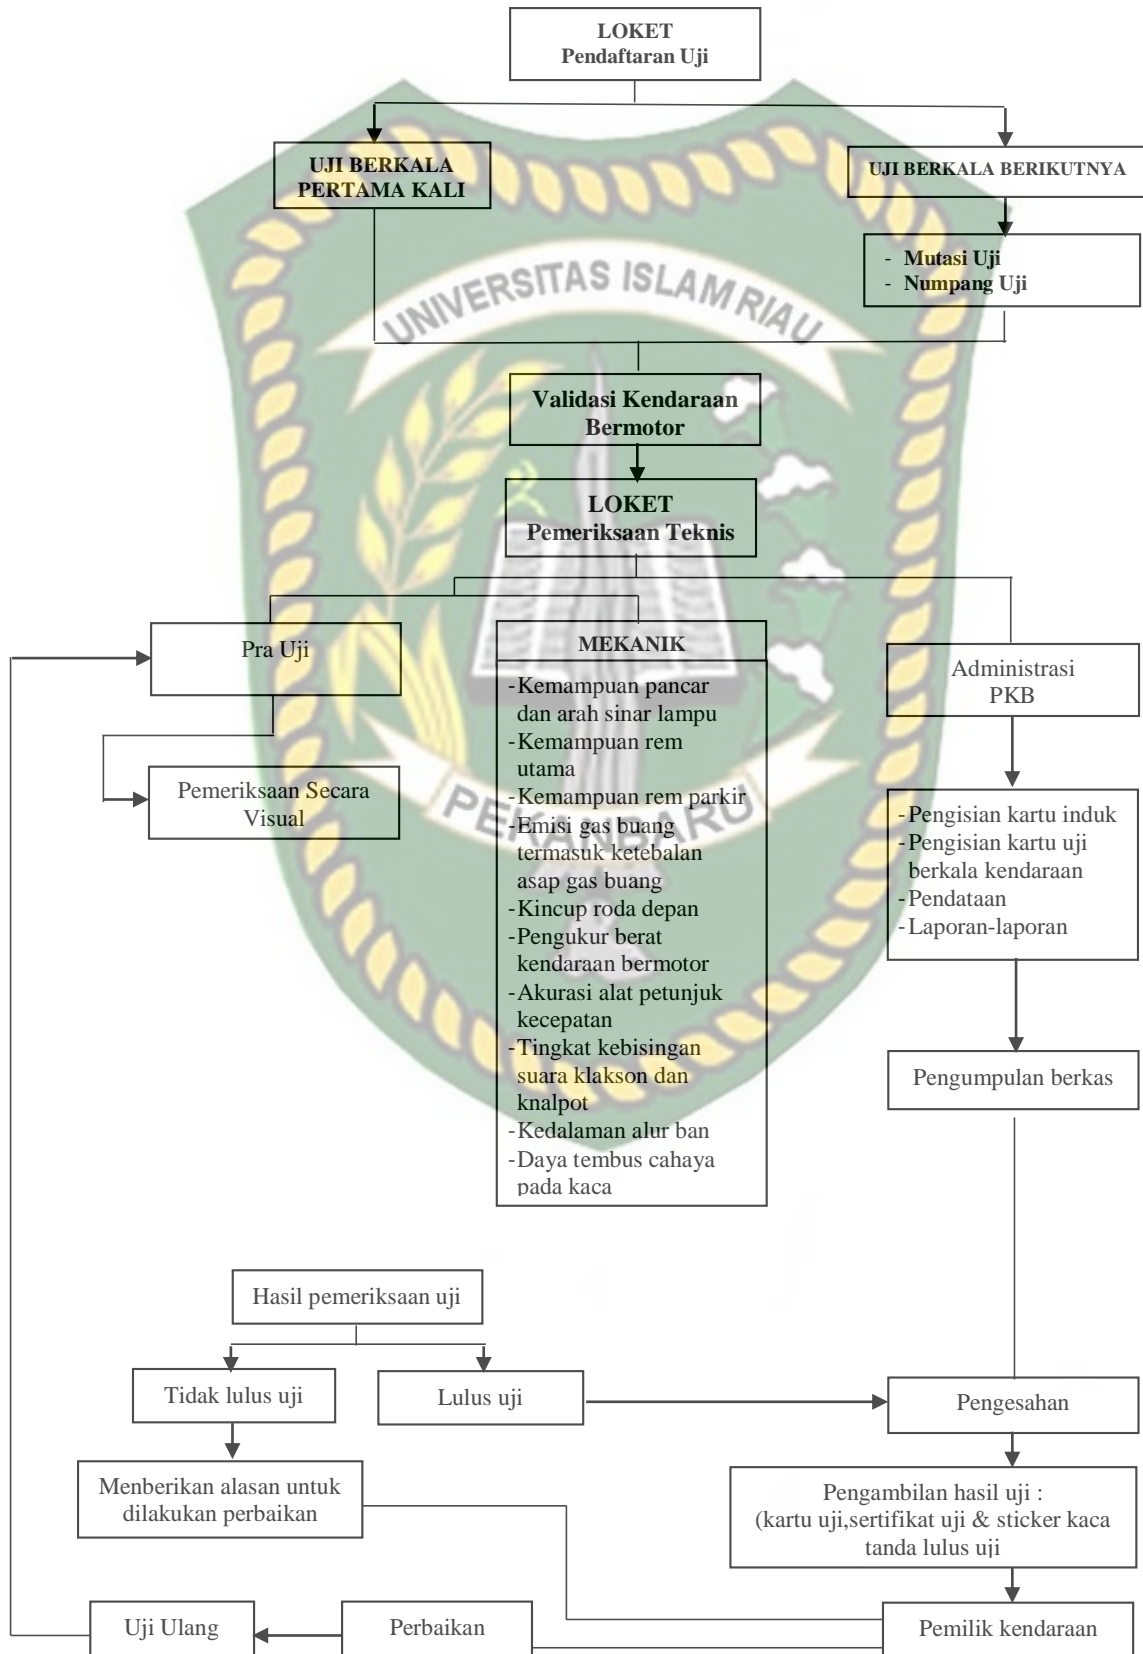 LOKET
Pendaftaran Uji
UJI BERKALA
PERTAMA KALI
UJI BERKALA BERIKUTNYA
- Mutasi Uji
- Numpang Uji
UNIVERSITAS ISLAM RIAU
Validasi Kendaraan
Bermotor
LOKET
Pemeriksaan Teknis
Pra Uji
Pemeriksaan Secara
Visual
MEKANIK
-Kemampuan pancar
dan arah sinar lampu
-Kemampuan rem
utama
-Kemampuan rem parkir
-Emisi gas buang
termasuk ketebalan
asap gas buang
-Kincup roda depan
-Pengukur berat
kendaraan bermotor
-Akurasi alat petunjuk
kecepatan
-Tingkat kebisingan
suara klakson dan
knalpot
-Kedalaman alur ban
-Daya tembus cahaya
pada kaca
PEKANBARU
Administrasi
PKB
-Pengisian kartu induk
-Pengisian kartu uji
berkala kendaraan
-Pendataan
-Laporan-laporan
Pengumpulan berkas
Hasil pemeriksaan uji
Tidak lulus uji
Lulus uji
Pengesahan
Menberikan alasan untuk
dilakukan perbaikan
Pengambilan hasil uji :
(kartu uji,sertifikat uji & sticker kaca
tanda lulus uji
Uji Ulang
Perbaikan
Pemilik kendaraan